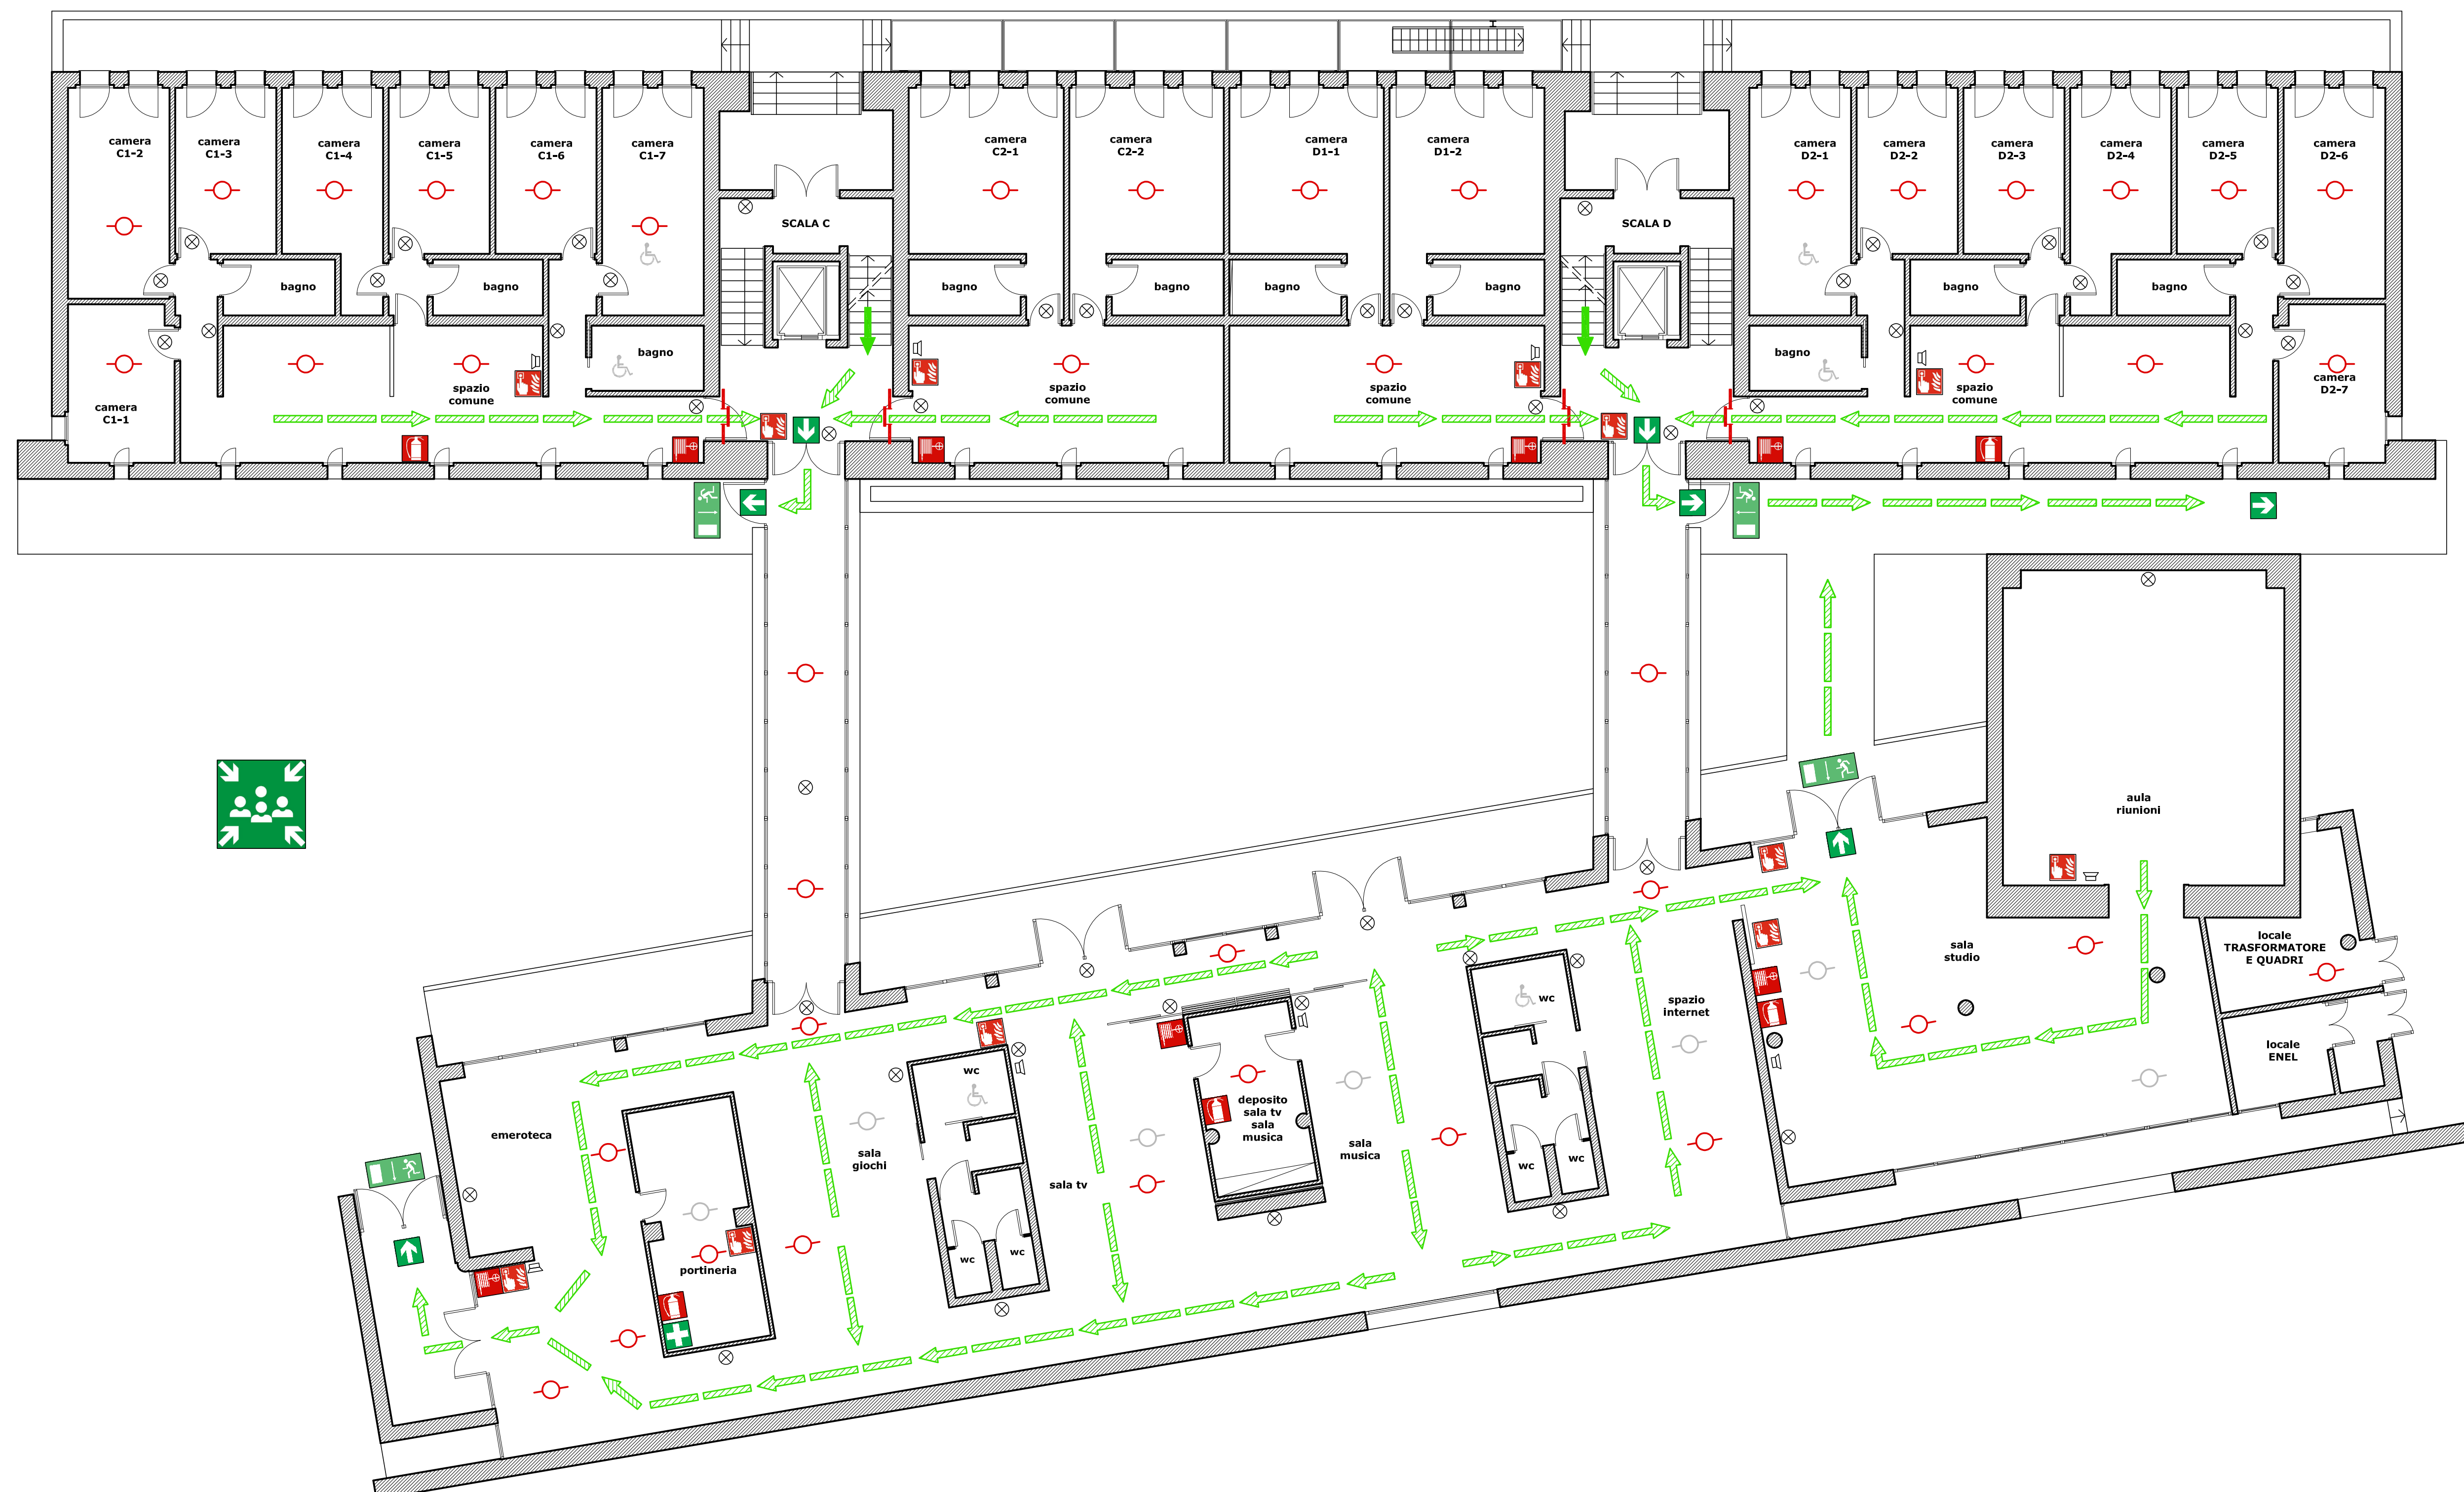 camera
C1-2
camera
C1-3
camera
C1-4
camera
C1-5
camera
C1-6
camera
C1-7
camera
C2-1
camera
C2-2
camera
D1-1
camera
D1-2
camera
D2-1
camera
D2-2
camera
D2-3
camera
D2-4
camera
D2-5
camera
D2-6
SCALA C
SCALA D
bagno
bagno
bagno
bagno
bagno
bagno
bagno
bagno
bagno
bagno
camera
C1-1
spazio
comune
spazio
comune
spazio
comune
spazio
comune
camera
D2-7
aula
riunioni
locale
TRASFORMATORE
E QUADRI
sala
studio
locale
ENEL
spazio
internet
wc
wc
wc
deposito
sala tv
sala
musica
sala
musica
wc
sala tv
wc
wc
sala
giochi
emeroteca
portineria